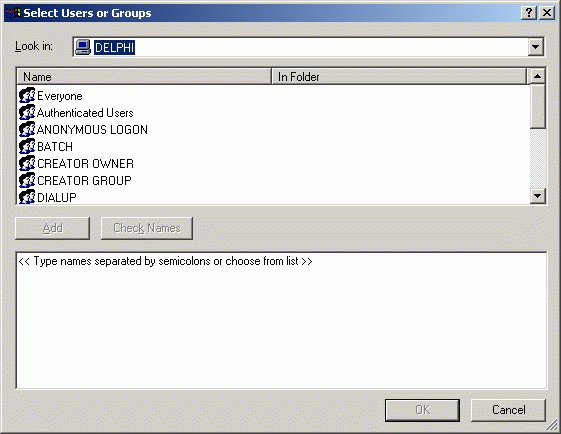 Select Users or Groups
Look in: DELPHI
Name In Folder
Everyone
Authenticated Users
ANONYMOUS LOGON
BATCH
CREATOR OWNER
CREATOR GROUP
DIALUP
Add Check Names
<< Type names separated by semicolons or choose from list >>
OK Cancel